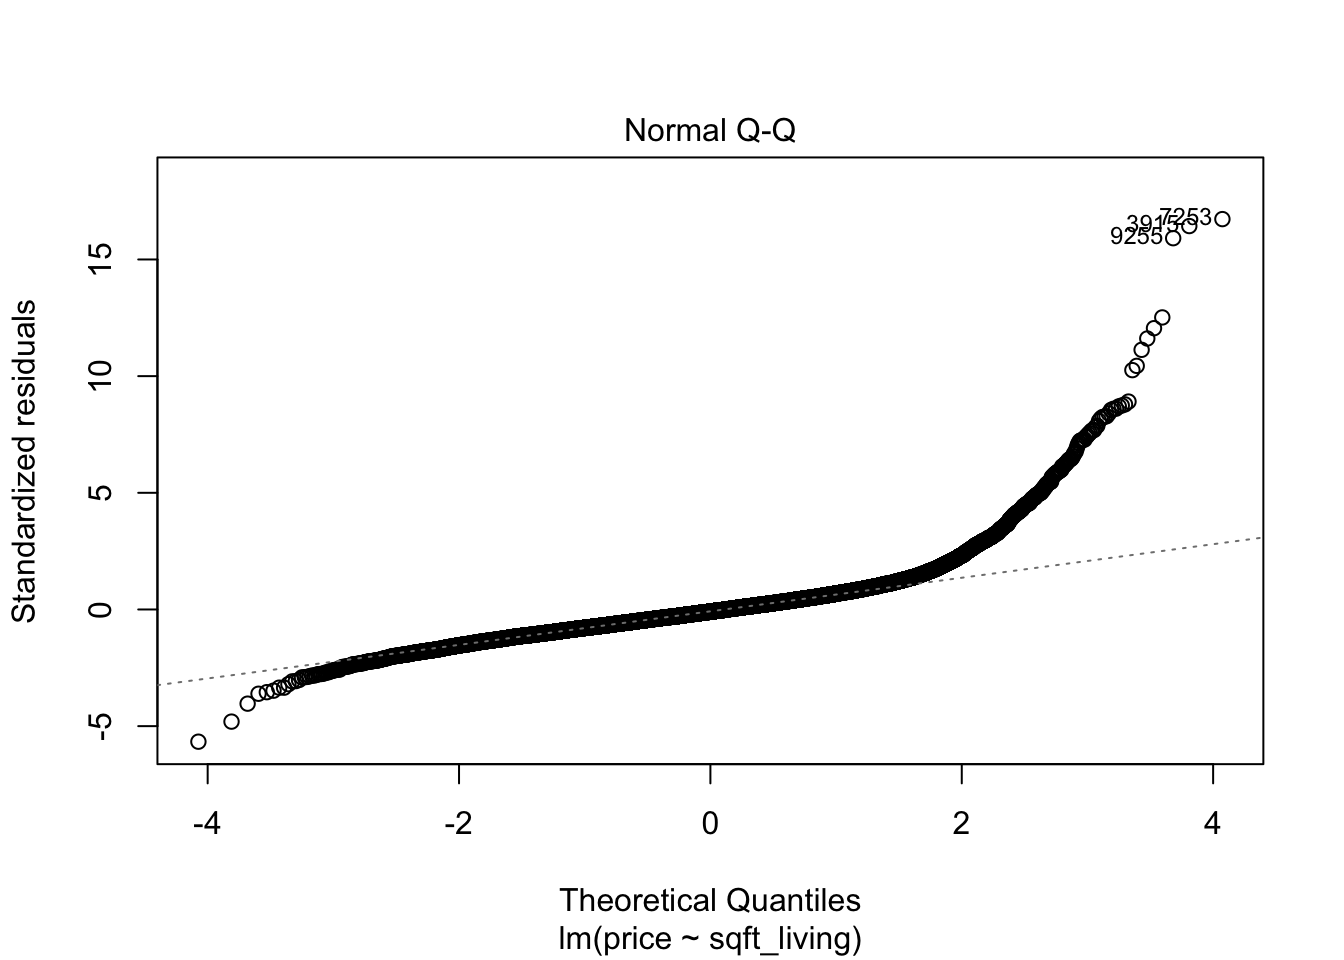 Normal Q-Q
7253
3915
9255
Standardized residuals
15
10
5
0
-5
-4 -2 0 2 4
Theoretical Quantiles
lm(price ~ sqft_living)